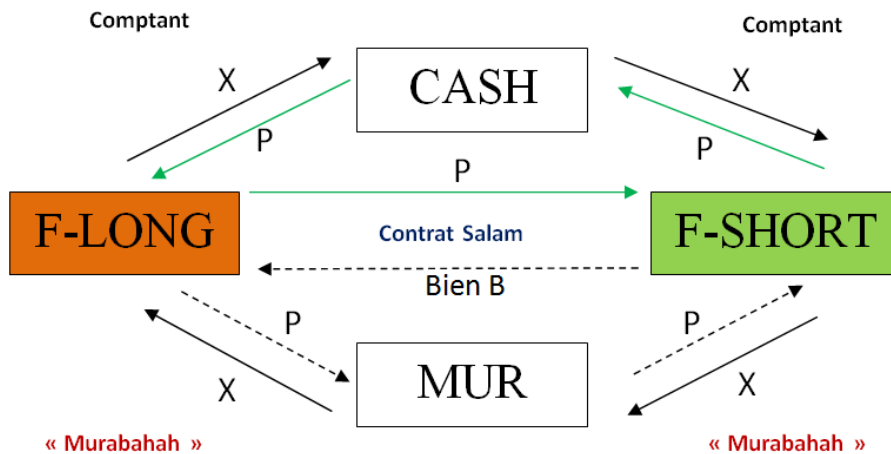 Comptant
Comptant
X
CASH
X
P
P
P
F-LONG
Contrat Salam
F-SHORT
Bien B
P
P
X
MUR
X
« Murabahah »
« Murabahah »